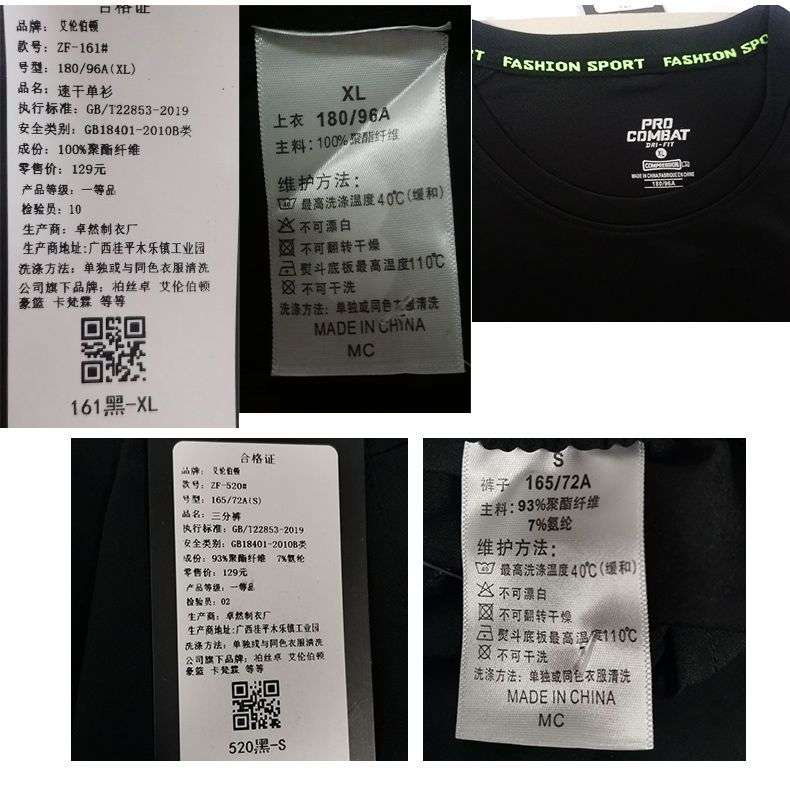 合格证
品牌: 艾伦伯顿
款号: ZF-161#
号型: 180/96A(XL)
品名: 速干单衫
执行标准: GB/T22853-2019
安全类别: GB18401-2010B类
成份: 100%聚酯纤维
零售价: 129元
产品等级: 一等品
检验员: 10
生产商: 卓然制衣厂
生产商地址: 广西桂平木乐镇工业园
洗涤方法: 单独或与同色衣服清洗
公司旗下品牌: 柏丝卓 艾伦伯顿
豪篮 卡梵霖 等等
161黑-XL
XL
上衣 180/96A
主料: 100%聚酯纤维
维护方法:
40 最高洗涤温度40℃(缓和)
不可漂白
不可翻转干燥
熨斗底板最高温度110℃
不可干洗
洗涤方法: 单独或同色衣服清洗
MADE IN CHINA
MC
RT FASHION SPORT FASHION SPO
PRO
COMBAT
DRI-FIT
XL
COMPRESSION
MADE IN CHINA/FABRIQUE EN CHINE
180/96A
合格证
品牌: 艾伦伯顿
款号: ZF-520#
号型: 165/72A(S)
品名: 三分裤
执行标准: GB/T22853-2019
安全类别: GB18401-2010B类
成份: 93%聚酯纤维 7%氨纶
零售价: 129元
产品等级: 一等品
检验员: 02
生产商: 卓然制衣厂
生产商地址:广西桂平木乐镇工业园
洗涤方法: 单独或与同色衣服清洗
公司旗下品牌: 柏丝卓 艾伦伯顿
豪篮 卡梵霖 等等
520黑-S
S
裤子 165/72A
主料: 93%聚酯纤维
7%氨纶
维护方法:
40 最高洗涤温度40℃(缓和)
不可漂白
不可翻转干燥
熨斗底板最高温度110℃
不可干洗
洗涤方法: 单独或同色衣服清洗
MADE IN CHINA
MC